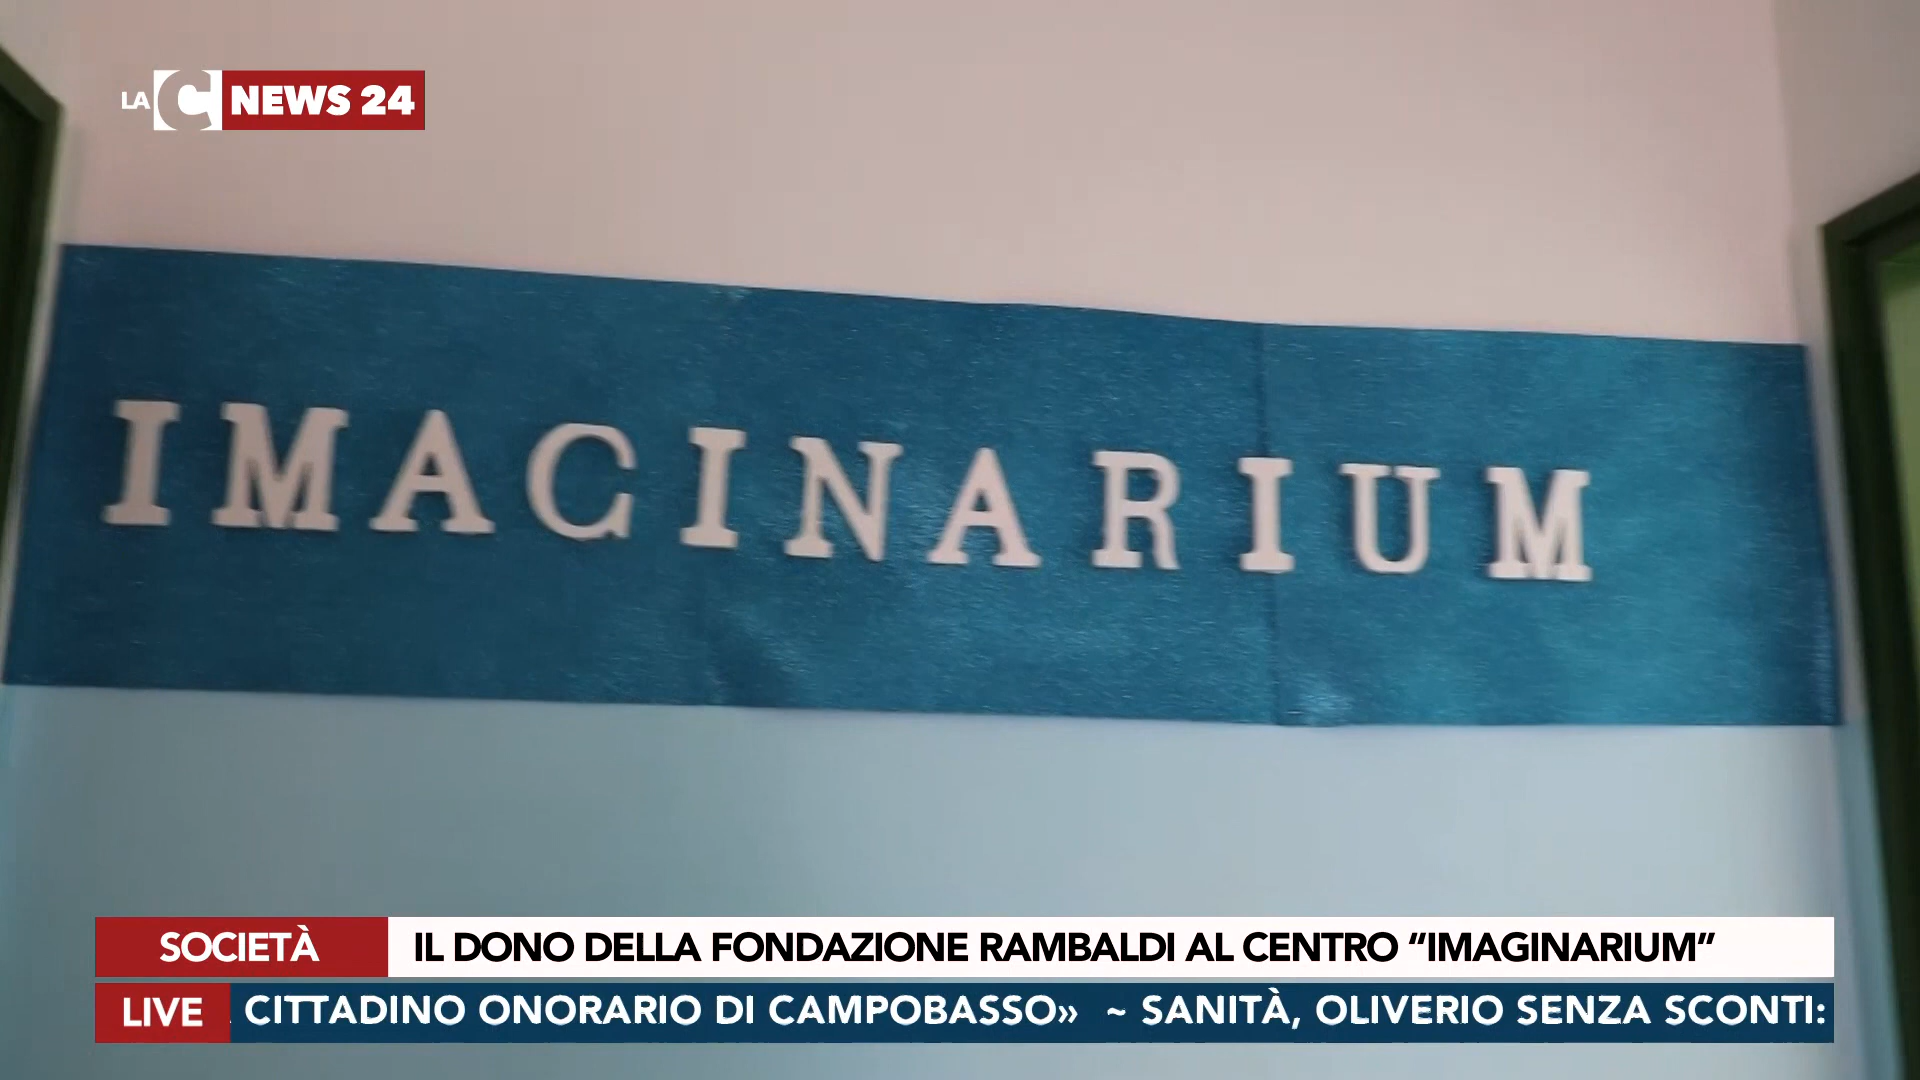 LA C NEWS 24
IMAGINARIUM
SOCIETÀ IL DONO DELLA FONDAZIONE RAMBALDI AL CENTRO “IMAGINARIUM”
LIVE CITTADINO ONORARIO DI CAMPOBASSO» ~ SANITÀ, OLIVERIO SENZA SCONTI: